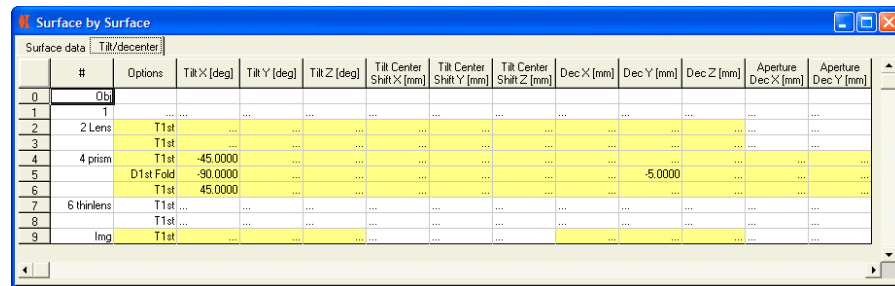 Surface by Surface
Surface data Tilt/decenter
# Options Tilt X [deg] Tilt Y [deg] Tilt Z [deg] Tilt Center Shift X [mm] Tilt Center Shift Y [mm] Tilt Center Shift Z [mm] Dec X [mm] Dec Y [mm] Dec Z [mm] Aperture Dec X [mm] Aperture Dec Y [mm]
0 Obj
1 1 ... ... ... ... ... ... ... ... ... ... ... ...
2 2 Lens T1st ... ... ... ... ... ... ... ... ... ... ...
3 T1st ... ... ... ... ... ... ... ... ... ... ...
4 4 prism T1st -45.0000 ... ... ... ... ... ... ... ... ... ...
5 D1st Fold -90.0000 ... ... ... ... ... ... -5.0000 ... ... ...
6 T1st 45.0000 ... ... ... ... ... ... ... ... ... ...
7 6 thinlens T1st ... ... ... ... ... ... ... ... ... ... ...
8 T1st ... ... ... ... ... ... ... ... ... ... ...
9 Img T1st ... ... ... ... ... ... ... ... ... ... ...